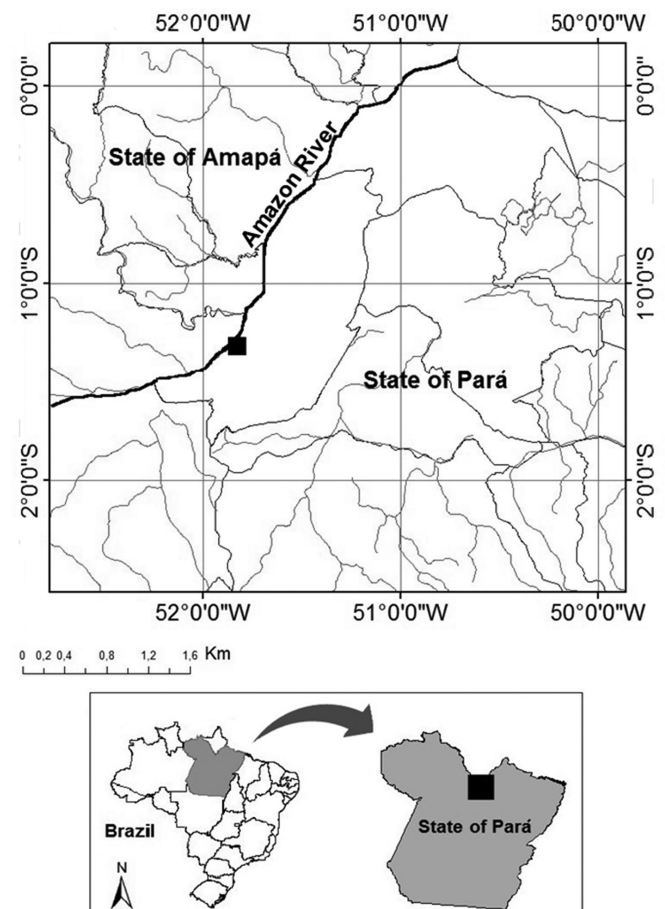 52°0'0"W 51°0'0"W 50°0'0"W
0°0'0" 0°0'0"
State of Amapá
Amazon River
1°0'0"S 1°0'0"S
State of Pará
2°0'0"S 2°0'0"S
52°0'0"W 51°0'0"W 50°0'0"W
0 0,2 0,4 0,8 1,2 1,6 Km
Brazil
State of Pará
N